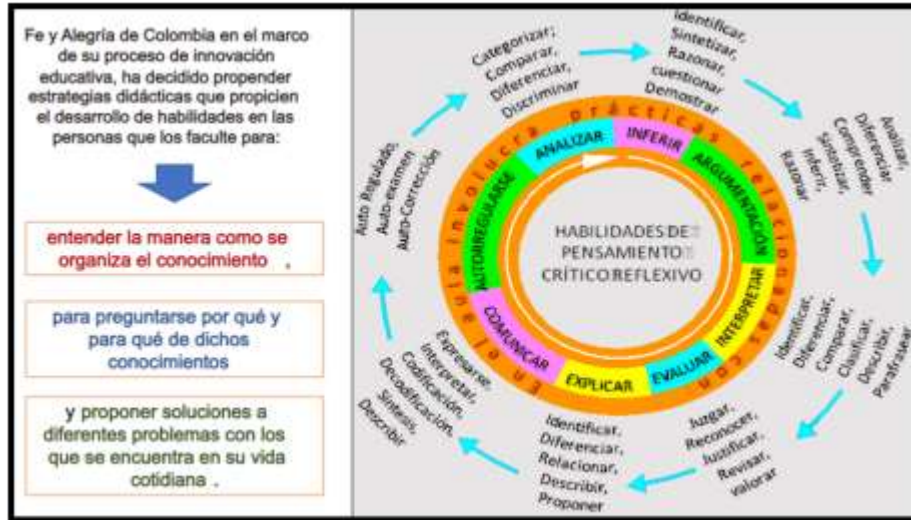 Fe y Alegría de Colombia en el marco
de su proceso de innovación
educativa, ha decidido propender
estrategias didácticas que propicien
el desarrollo de habilidades en las
personas que los faculte para:
entender la manera como se
organiza el conocimiento ,
para preguntarse por qué y
para qué de dichos
conocimientos
y proponer soluciones a
diferentes problemas con los
que se encuentra en su vida
cotidiana .
HABILIDADES DE
PENSAMIENTO
CRÍTICO REFLEXIVO
En el aula involucra prácticas relacionadas con
ANALIZAR
INFERIR
ARGUMENTACIÓN
INTERPRETAR
EVALUAR
EXPLICAR
COMUNICAR
AUTORREGULARSE
Categorizar;
Comparar,
Diferenciar,
Discriminar
Identificar,
Sintetizar,
Razonar,
cuestionar
Demostrar
Analizar,
Diferenciar
Comprender
Sintetizar,
Inferir,
Razonar
Identificar,
Diferenciar,
Comparar,
Clasificar,
Describir,
Parafrasear
Juzgar,
Reconocer,
Justificar,
Revisar,
valorar
Identificar,
Diferenciar,
Relacionar,
Describir,
Proponer
Expresarse.
Interpretar,
Codificación,
Decodificación,
Síntesis,
Describir.
Auto Regulado,
Auto-examen
Auto-Corrección